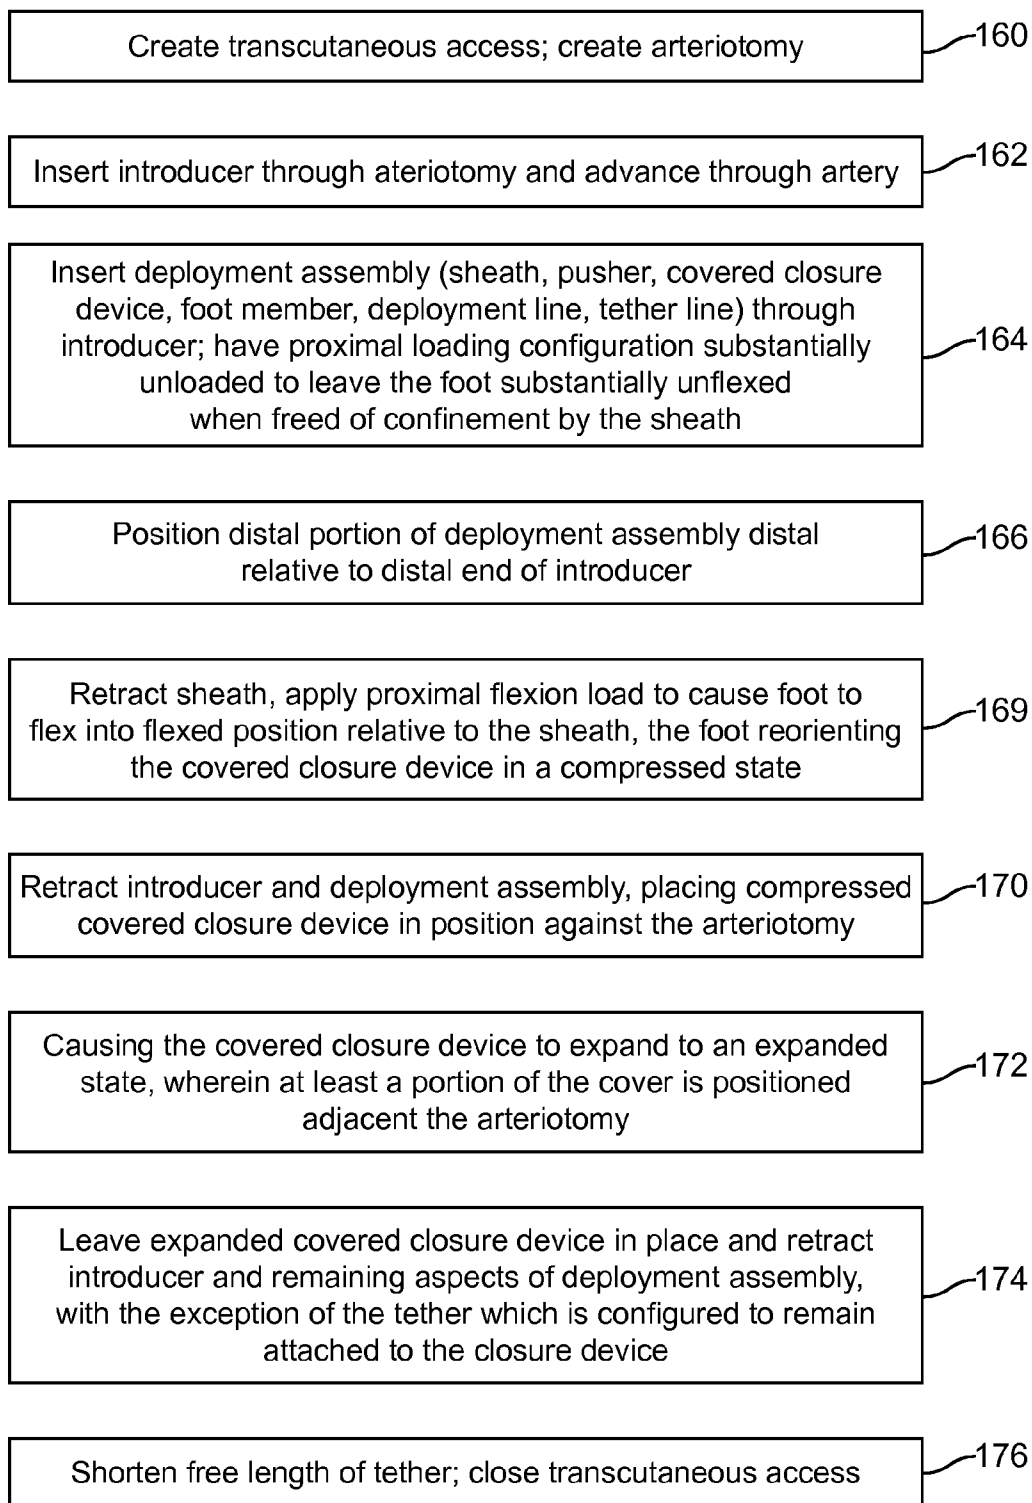 Create transcutaneous access; create arteriotomy
160
Insert introducer through ateriotomy and advance through artery
162
Insert deployment assembly (sheath, pusher, covered closure
device, foot member, deployment line, tether line) through
introducer; have proximal loading configuration substantially
unloaded to leave the foot substantially unflexed
when freed of confinement by the sheath
164
Position distal portion of deployment assembly distal
relative to distal end of introducer
166
Retract sheath, apply proximal flexion load to cause foot to
flex into flexed position relative to the sheath, the foot reorienting
the covered closure device in a compressed state
169
Retract introducer and deployment assembly, placing compressed
covered closure device in position against the arteriotomy
170
Causing the covered closure device to expand to an expanded
state, wherein at least a portion of the cover is positioned
adjacent the arteriotomy
172
Leave expanded covered closure device in place and retract
introducer and remaining aspects of deployment assembly,
with the exception of the tether which is configured to remain
attached to the closure device
174
Shorten free length of tether; close transcutaneous access
176